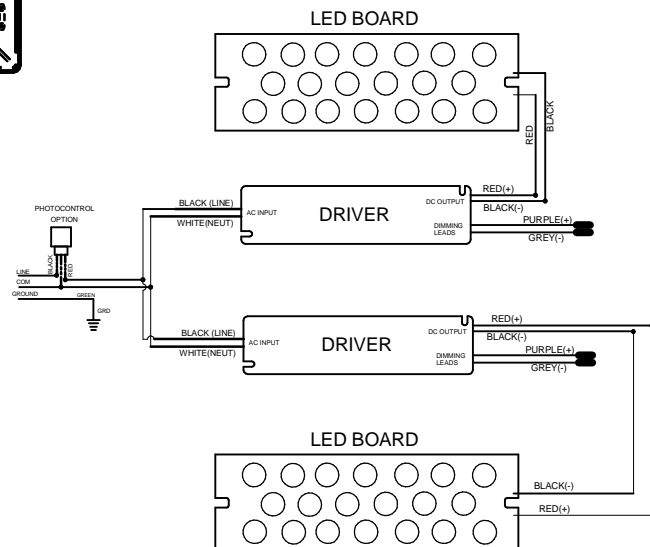 LED BOARD
RED
BLACK
PHOTOCONTROL
OPTION
BLACK
RED
LINE
COM
GROUND
GREEN
GRD
BLACK (LINE)
WHITE(NEUT)
AC INPUT
DRIVER
DC OUTPUT
DIMMING
LEADS
RED(+)
BLACK(-)
PURPLE(+)
GREY(-)
BLACK (LINE)
WHITE(NEUT)
AC INPUT
DRIVER
DC OUTPUT
DIMMING
LEADS
RED(+)
BLACK(-)
PURPLE(+)
GREY(-)
LED BOARD
BLACK(-)
RED(+)